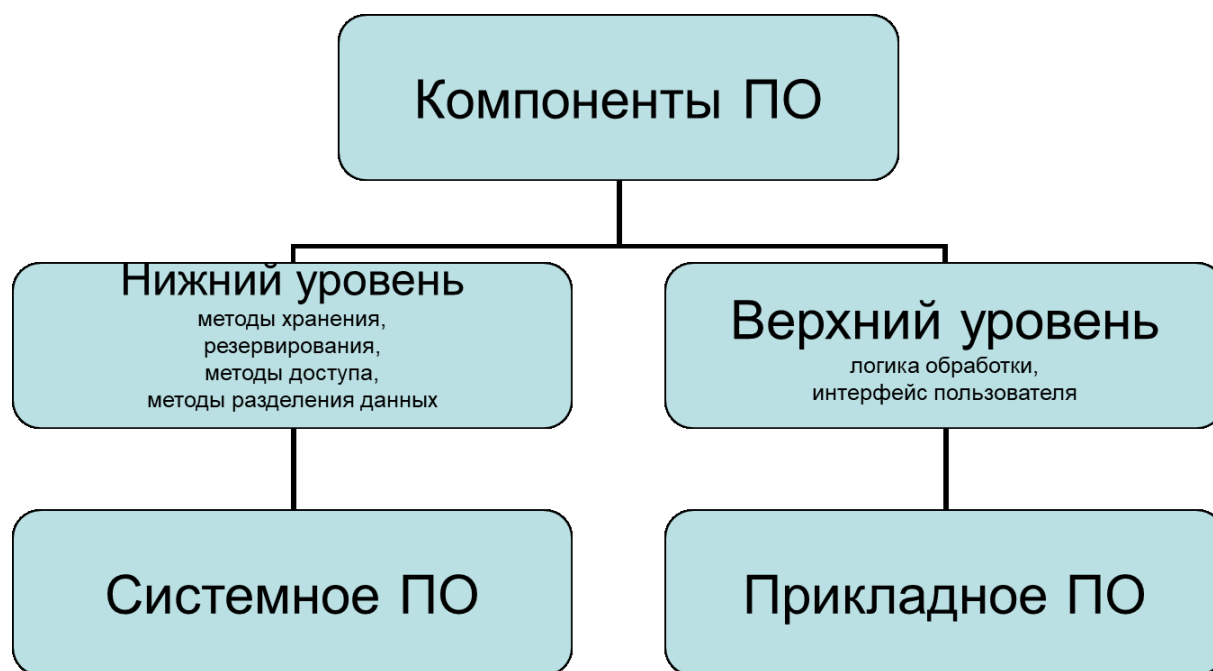 Компоненты ПО
Нижний уровень
методы хранения,
резервирования,
методы доступа,
методы разделения данных
Верхний уровень
логика обработки,
интерфейс пользователя
Системное ПО
Прикладное ПО